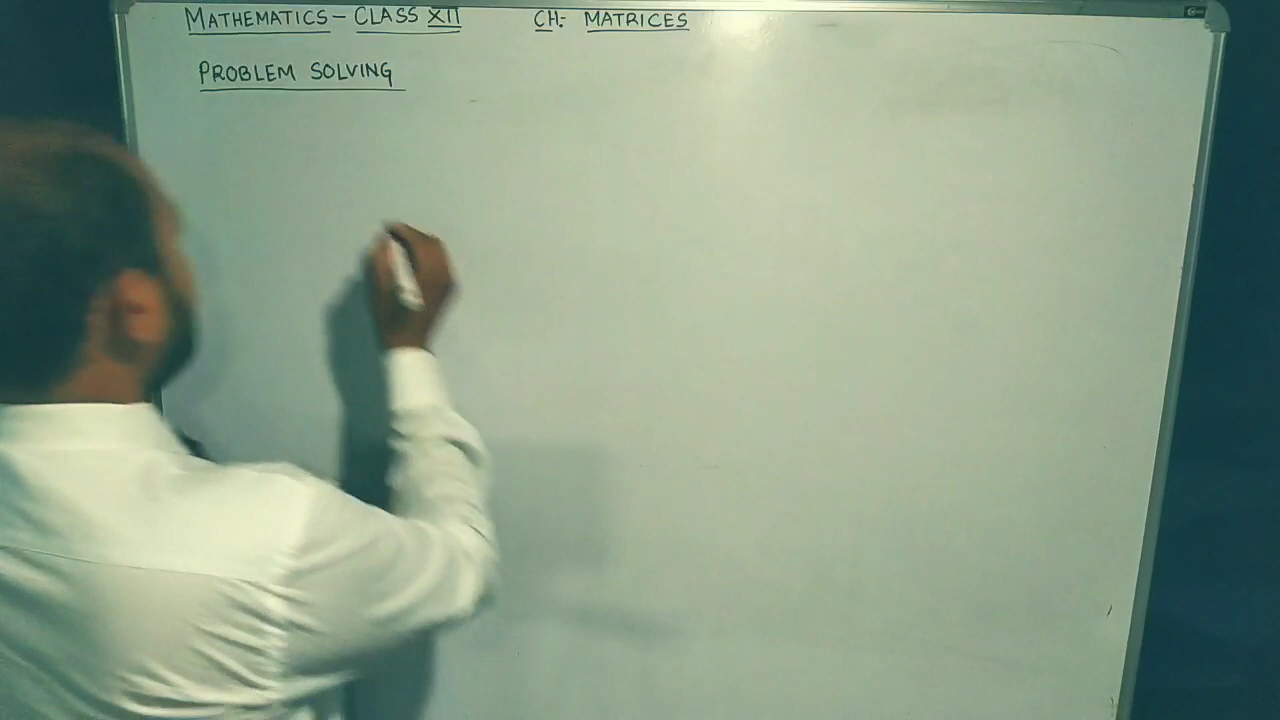 MATHEMATICS - CLASS XII CH:- MATRICES
PROBLEM SOLVING